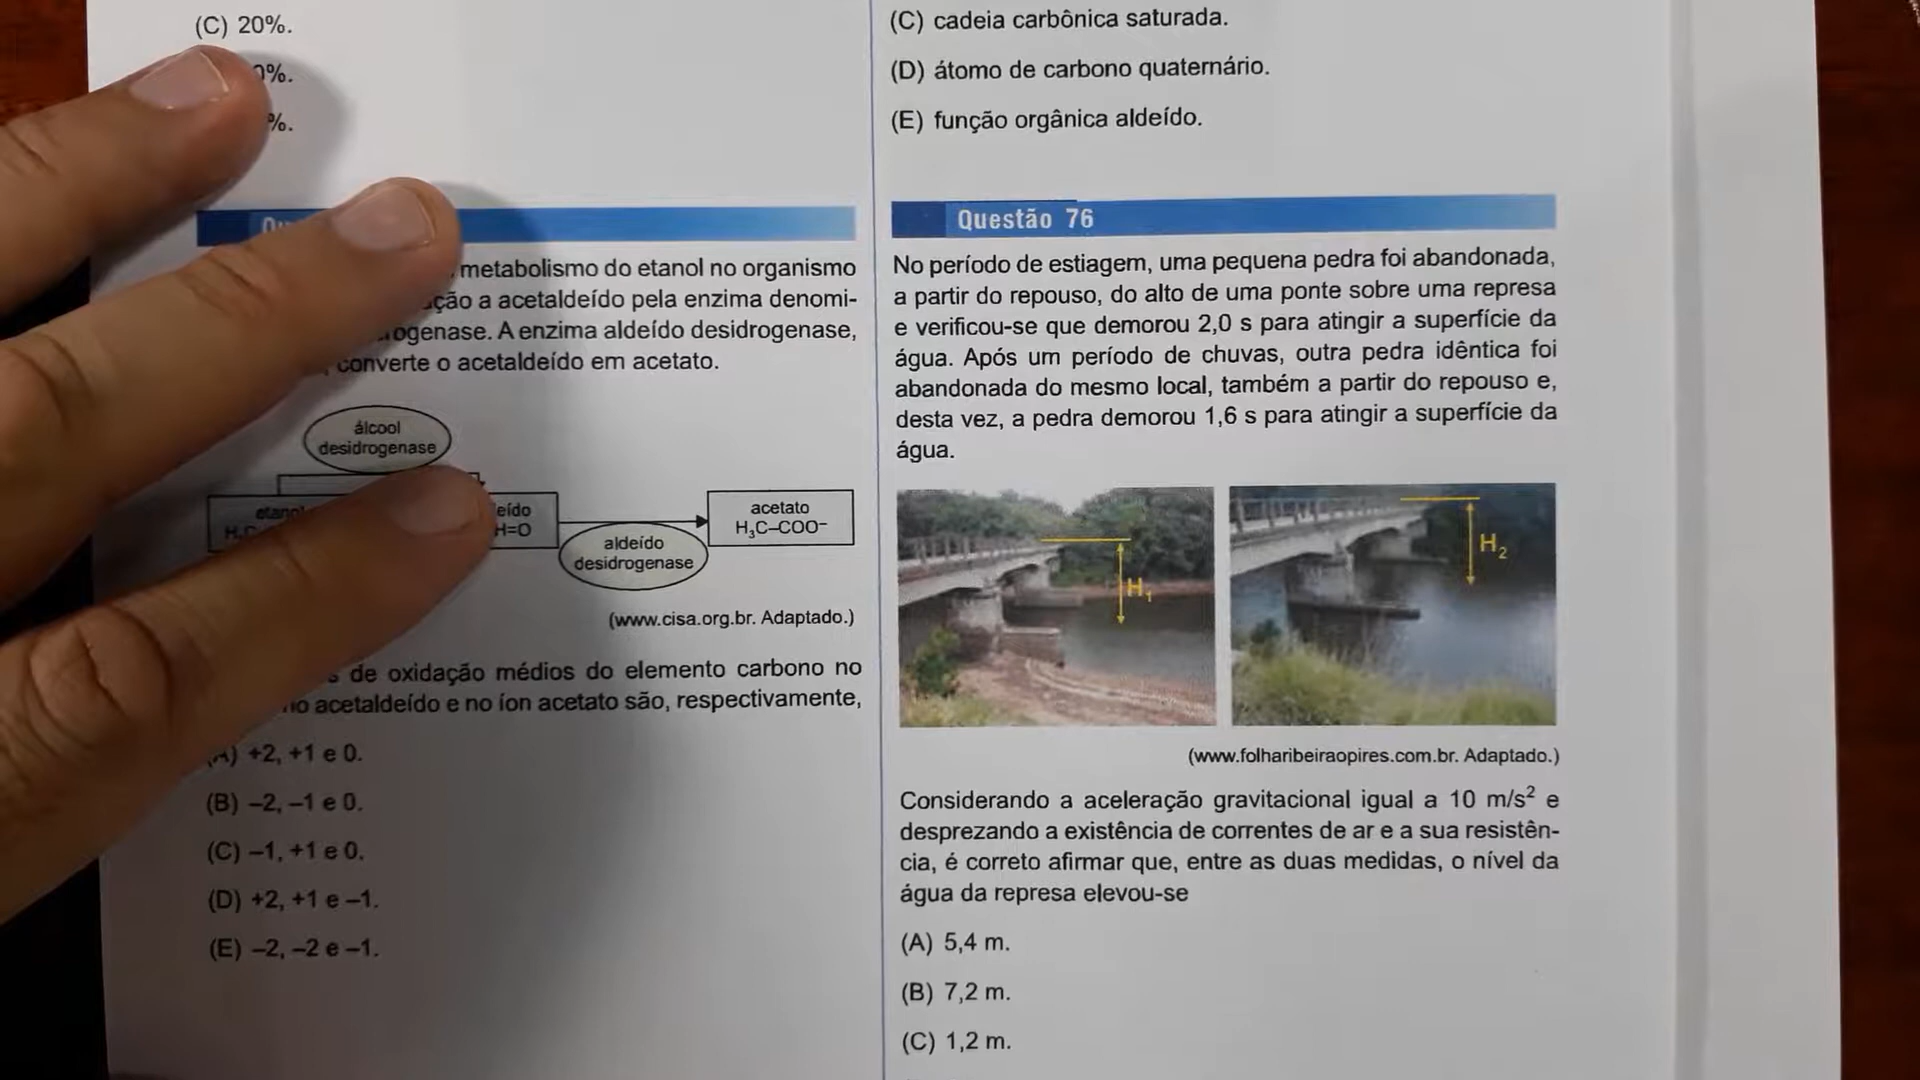 (C) 20%.
%.
%.
metabolismo do etanol no organismo
a acetaldeído pela enzima denomi-
A enzima aldeído desidrogenase,
converte o acetaldeído em acetato.
álcool
desidrogenase
etanol
eído
H=O
aldeído
desidrogenase
acetato
H₃C–COO⁻
(www.cisa.org.br. Adaptado.)
de oxidação médios do elemento carbono no
acetaldeído e no íon acetato são, respectivamente,
(A) +2, +1 e 0.
(B) –2, –1 e 0.
(C) –1, +1 e 0.
(D) +2, +1 e –1.
(E) –2, –2 e –1.
(C) cadeia carbônica saturada.
(D) átomo de carbono quaternário.
(E) função orgânica aldeído.
Questão 76
No período de estiagem, uma pequena pedra foi abandonada,
a partir do repouso, do alto de uma ponte sobre uma represa
e verificou-se que demorou 2,0 s para atingir a superfície da
água. Após um período de chuvas, outra pedra idêntica foi
abandonada do mesmo local, também a partir do repouso e,
desta vez, a pedra demorou 1,6 s para atingir a superfície da
água.
H₁
H₂
(www.folharibeiraopires.com.br. Adaptado.)
Considerando a aceleração gravitacional igual a 10 m/s² e
desprezando a existência de correntes de ar e a sua resistên-
cia, é correto afirmar que, entre as duas medidas, o nível da
água da represa elevou-se
(A) 5,4 m.
(B) 7,2 m.
(C) 1,2 m.